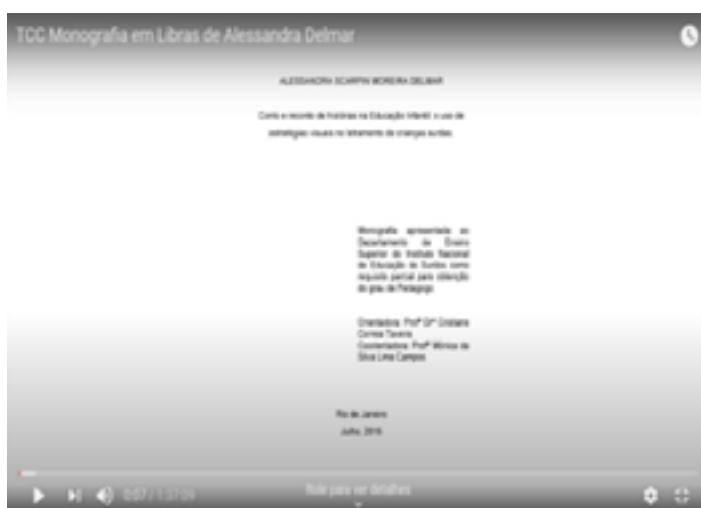 TCC Monografia em Libras de Alessandra Delmar
ALESSANDRA SCARPIN MOREIRA DELMAR
Conto e reconto de histórias na Educação Infantil: o uso de
estratégias visuais no letramento de crianças surdas.
Monografia apresentada ao
Departamento de Ensino
Superior do Instituto Nacional
de Educação de Surdos como
requisito parcial para obtenção
do grau de Pedagogo.
Orientadora: Profª Drª Cristiane
Correia Taveira
Coorientadora: Profª Mônica da
Silva Lima Campos
Rio de Janeiro
Julho, 2016
0:07 / 1:37:09
Role para ver detalhes